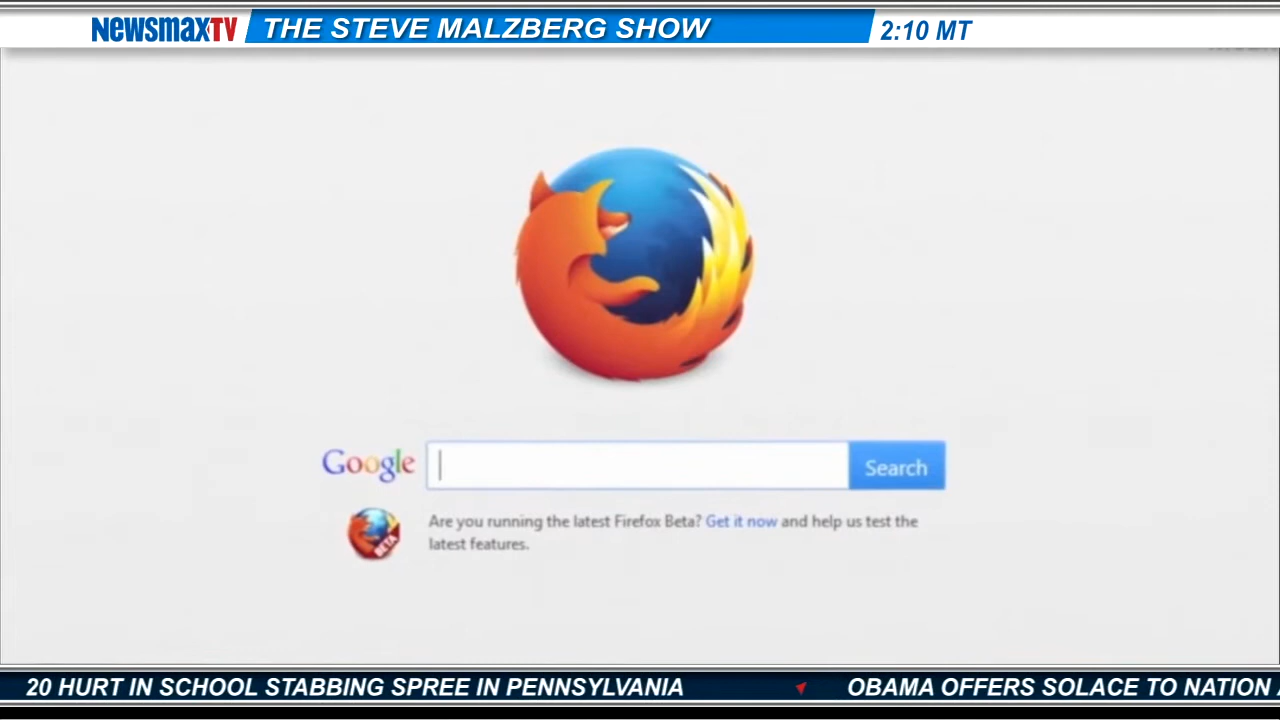 NEWSMAXTV THE STEVE MALZBERG SHOW 2:10 MT
Google Search
Are you running the latest Firefox Beta? Get it now and help us test the
latest features.
BETA
20 HURT IN SCHOOL STABBING SPREE IN PENNSYLVANIA OBAMA OFFERS SOLACE TO NATION